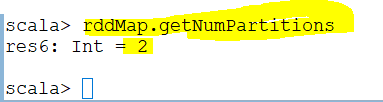 scala> rddMap.getNumPartitions
res6: Int = 2
scala>